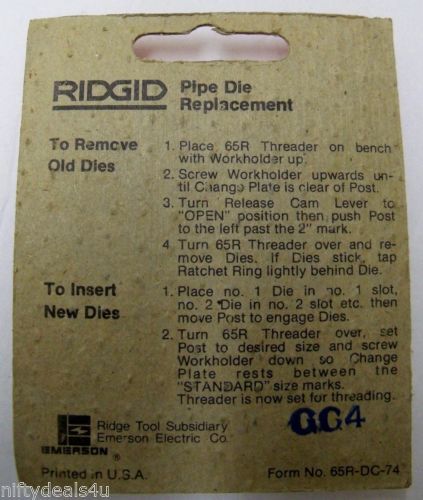 RIDGID
Pipe Die
Replacement
To Remove
Old Dies
1. Place 65R Threader on bench
with Workholder up.
2. Screw Workholder upwards un-
til Change Plate is clear of Post.
3. Turn Release Cam Lever to
"OPEN" position then push Post
to the left past the 2" mark.
4. Turn 65R Threader over and re-
move Dies. If Dies stick, tap
Ratchet Ring lightly behind Die.
To Insert
New Dies
1. Place no. 1 Die in no. 1 slot,
no. 2 Die in no. 2 slot etc. then
move Post to engage Dies.
2. Turn 65R Threader over, set
Post to desired size and screw
Workholder down so Change
Plate rests between the
"STANDARD" size marks.
Threader is now set for threading.
GG4
EMERSON ®
Ridge Tool Subsidiary
Emerson Electric Co.
Printed in U.S.A.
Form No. 65R-DC-74
niftydeals4u
niftydeals4u